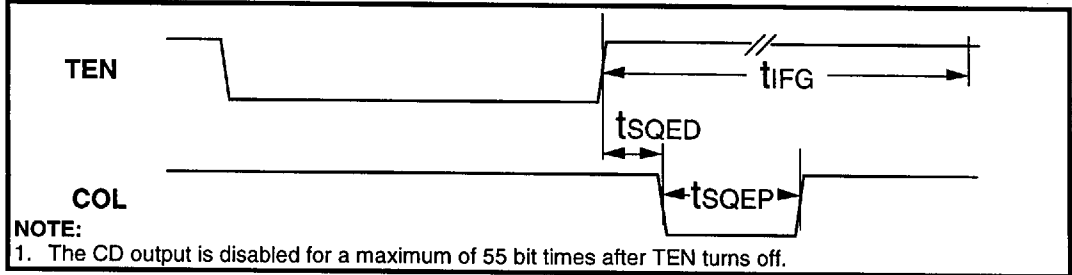 TEN
tIFG
tSQED
COL
tSQEP
NOTE:
1. The CD output is disabled for a maximum of 55 bit times after TEN turns off.